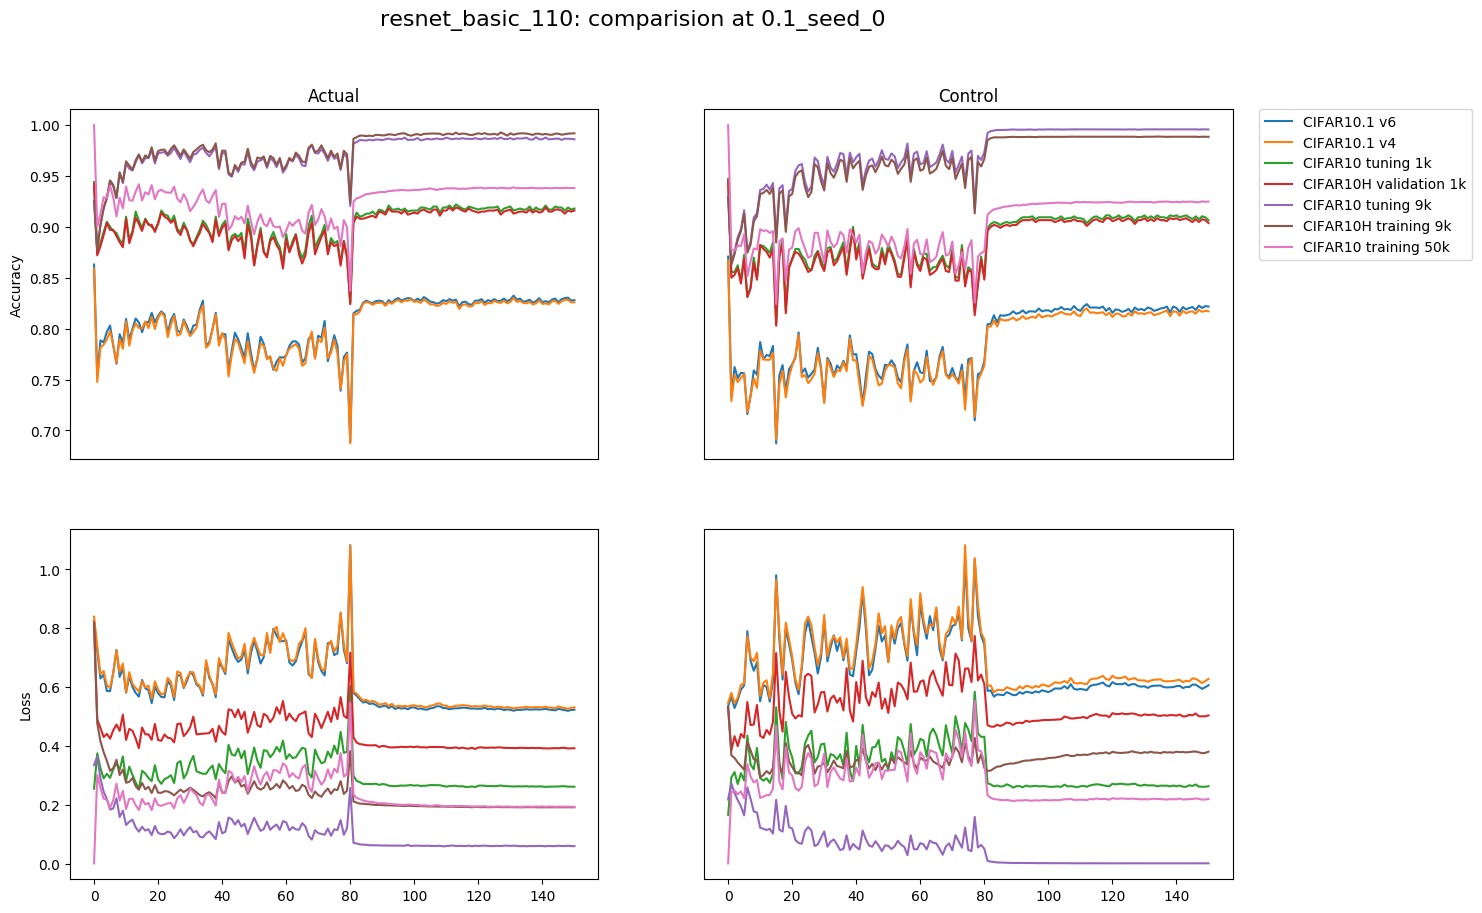 resnet_basic_110: comparision at 0.1_seed_0
Actual
Control
Accuracy
1.00
0.95
0.90
0.85
0.80
0.75
0.70
CIFAR10.1 v6
CIFAR10.1 v4
CIFAR10 tuning 1k
CIFAR10H validation 1k
CIFAR10 tuning 9k
CIFAR10H training 9k
CIFAR10 training 50k
Loss
1.0
0.8
0.6
0.4
0.2
0.0
0 20 40 60 80 100 120 140
0 20 40 60 80 100 120 140